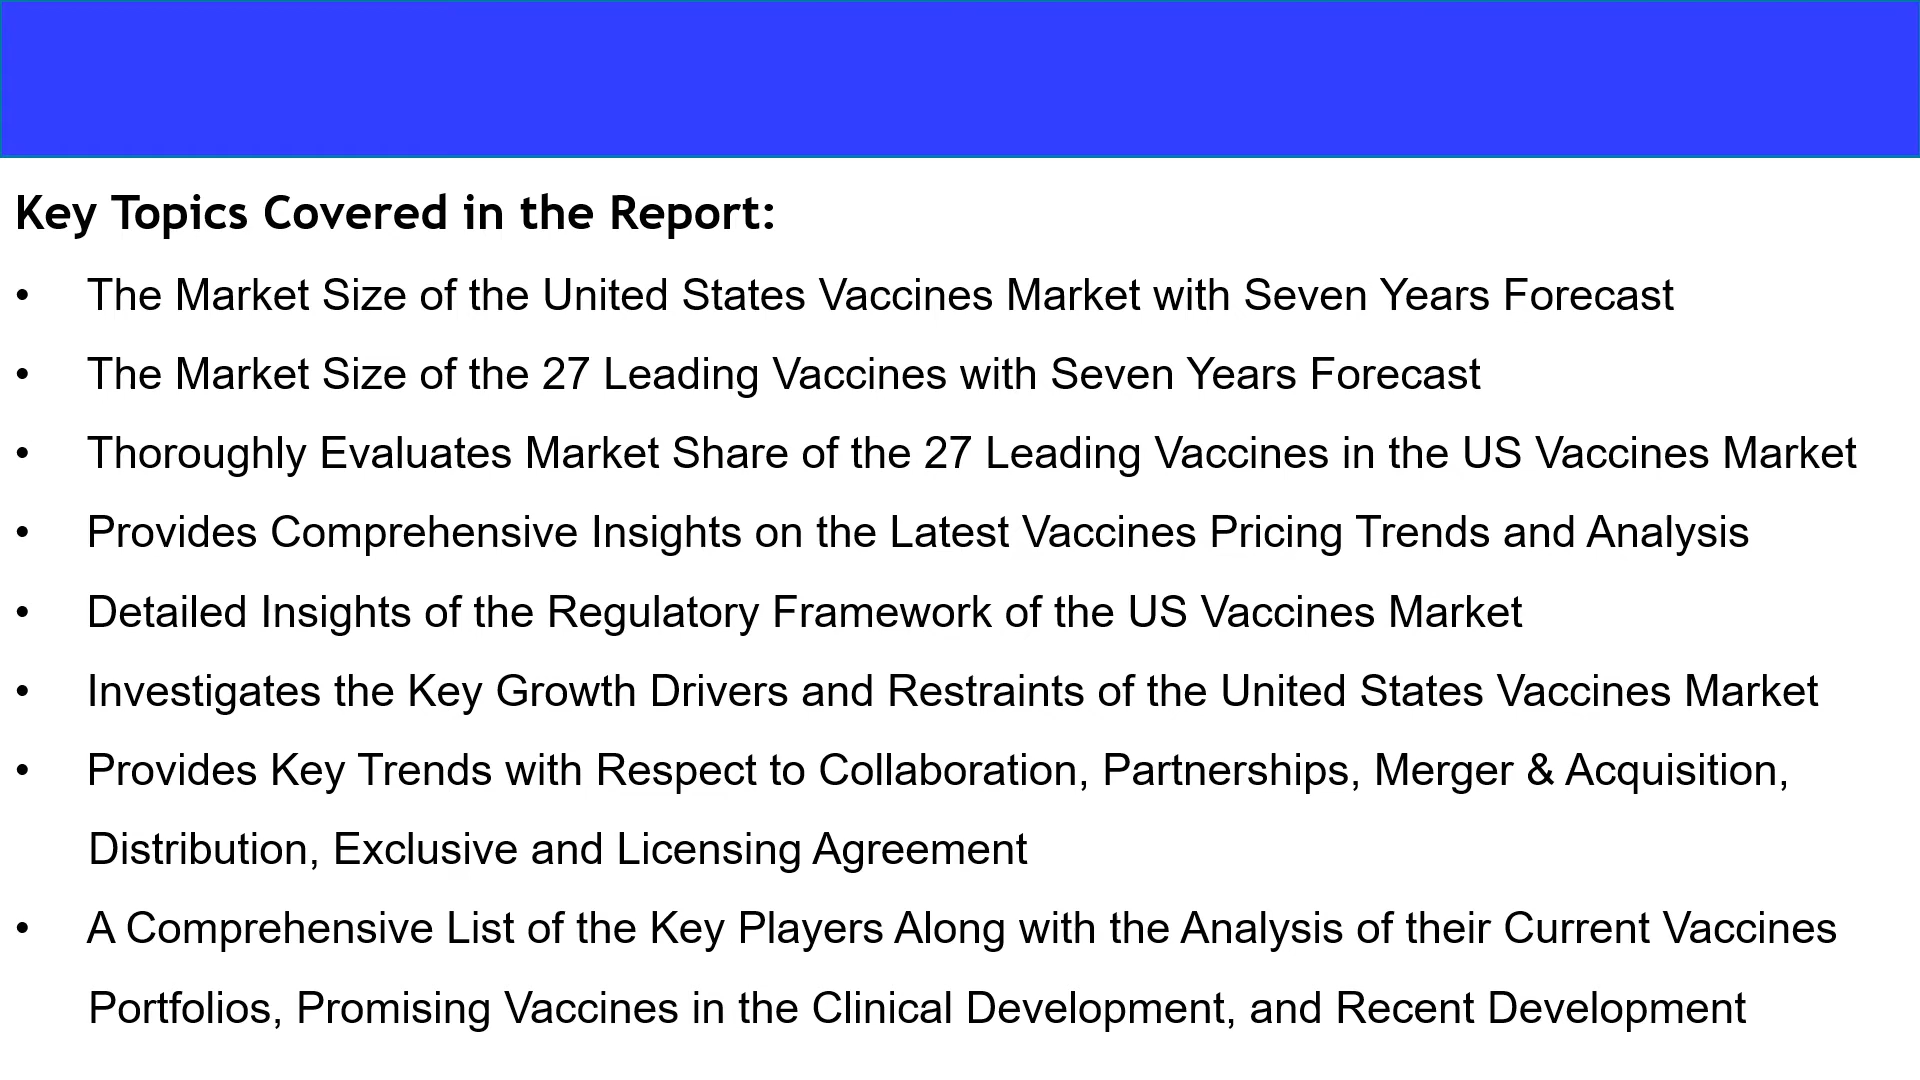 Key Topics Covered in the Report:
• The Market Size of the United States Vaccines Market with Seven Years Forecast
• The Market Size of the 27 Leading Vaccines with Seven Years Forecast
• Thoroughly Evaluates Market Share of the 27 Leading Vaccines in the US Vaccines Market
• Provides Comprehensive Insights on the Latest Vaccines Pricing Trends and Analysis
• Detailed Insights of the Regulatory Framework of the US Vaccines Market
• Investigates the Key Growth Drivers and Restraints of the United States Vaccines Market
• Provides Key Trends with Respect to Collaboration, Partnerships, Merger & Acquisition,
Distribution, Exclusive and Licensing Agreement
• A Comprehensive List of the Key Players Along with the Analysis of their Current Vaccines
Portfolios, Promising Vaccines in the Clinical Development, and Recent Development